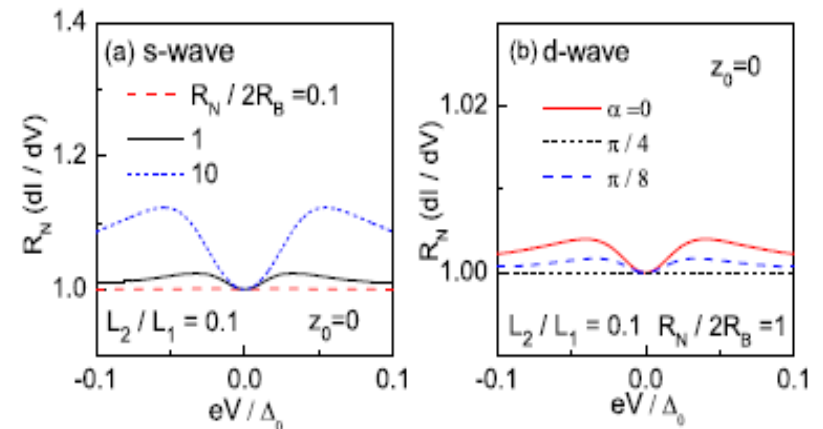 (a) s-wave
R_N / 2R_B =0.1
1
10
L_2 / L_1 = 0.1 z_0=0
R_N (dI / dV)
1.4
1.2
1.0
-0.1 0.0 0.1
eV / Δ_0
(b) d-wave z_0=0
α =0
π / 4
π / 8
L_2 / L_1 = 0.1 R_N / 2R_B =1
R_N (dI / dV)
1.02
1.00
-0.1 0.0 0.1
eV / Δ_0